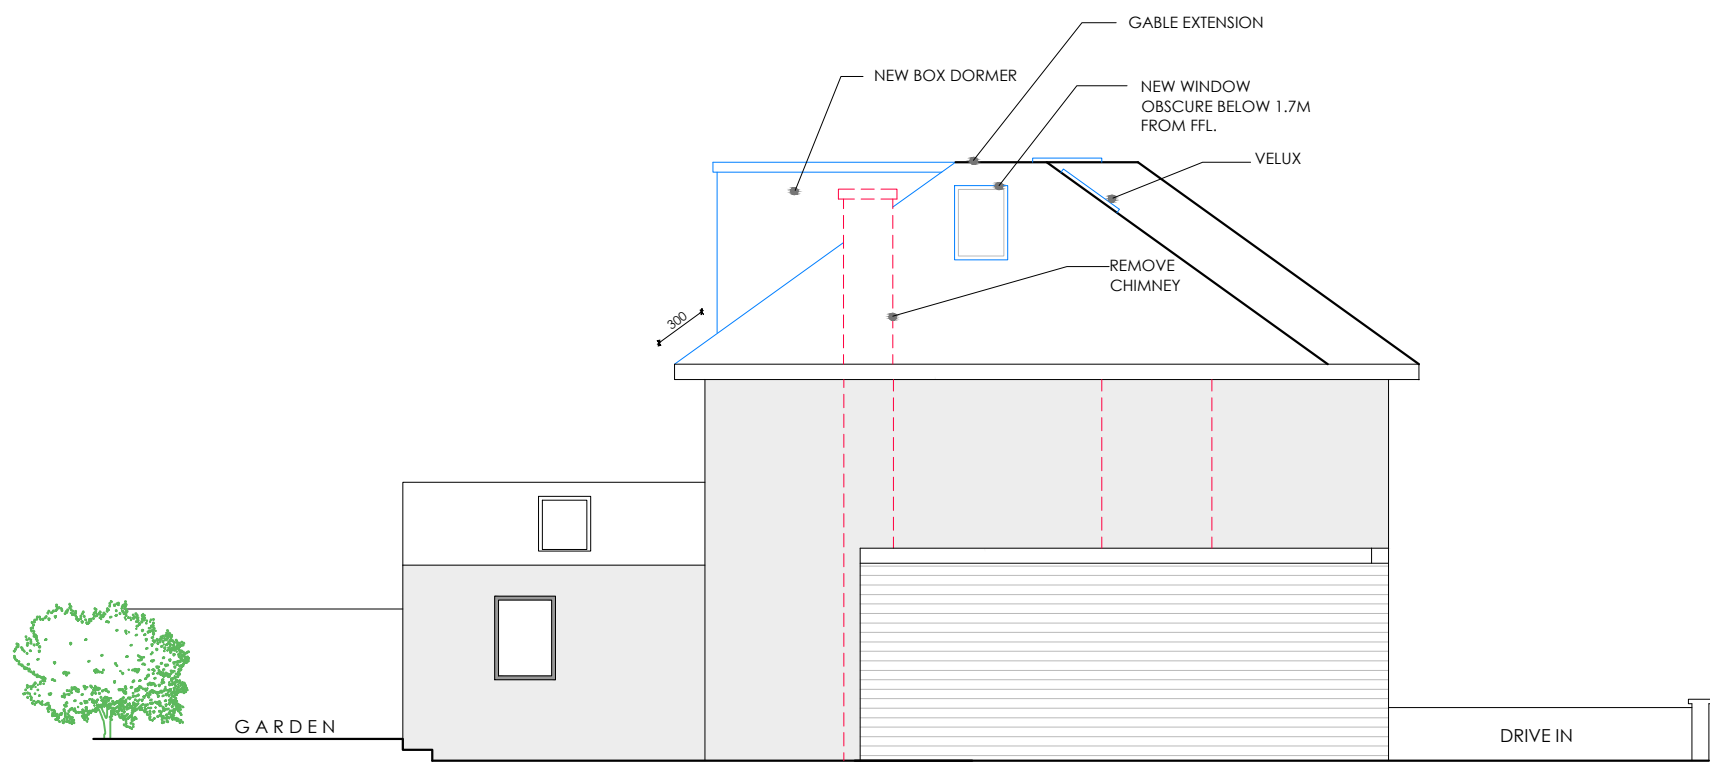 GABLE EXTENSION
NEW BOX DORMER
NEW WINDOW
OBSCURE BELOW 1.7M
FROM FFL.
VELUX
REMOVE
CHIMNEY
300
GARDEN
DRIVE IN